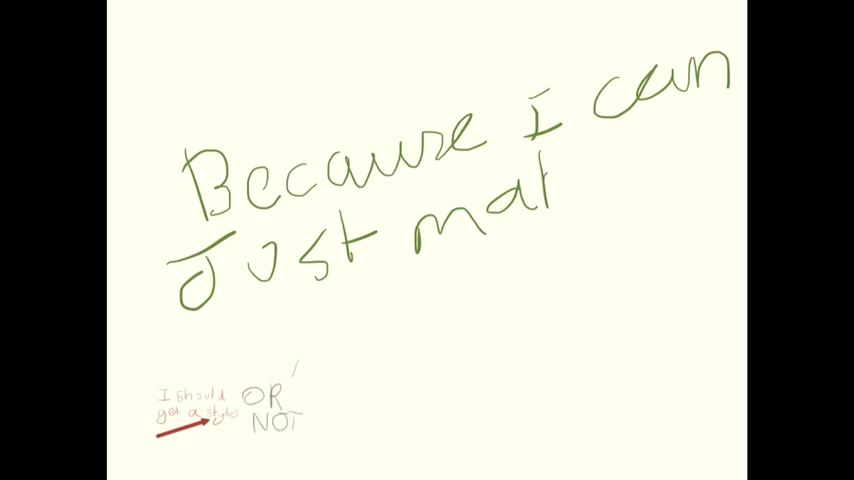 Because I can
Just mat
I should
get a stylus
OR
NOT